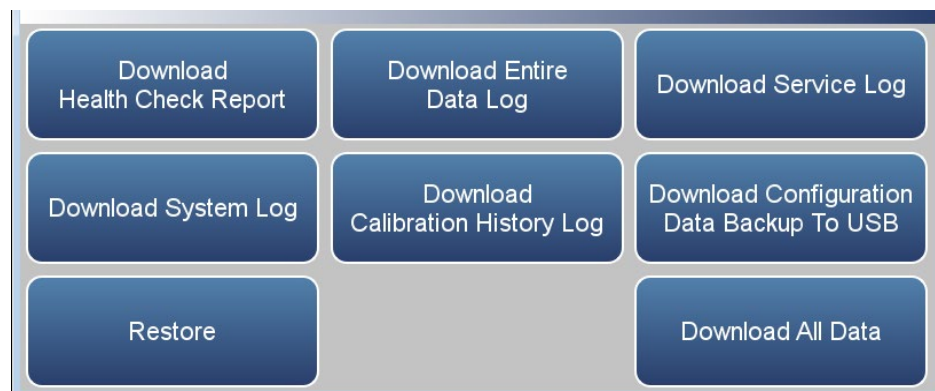 Download
Health Check Report
Download Entire
Data Log
Download Service Log
Download System Log
Download
Calibration History Log
Download Configuration
Data Backup To USB
Restore
Download All Data